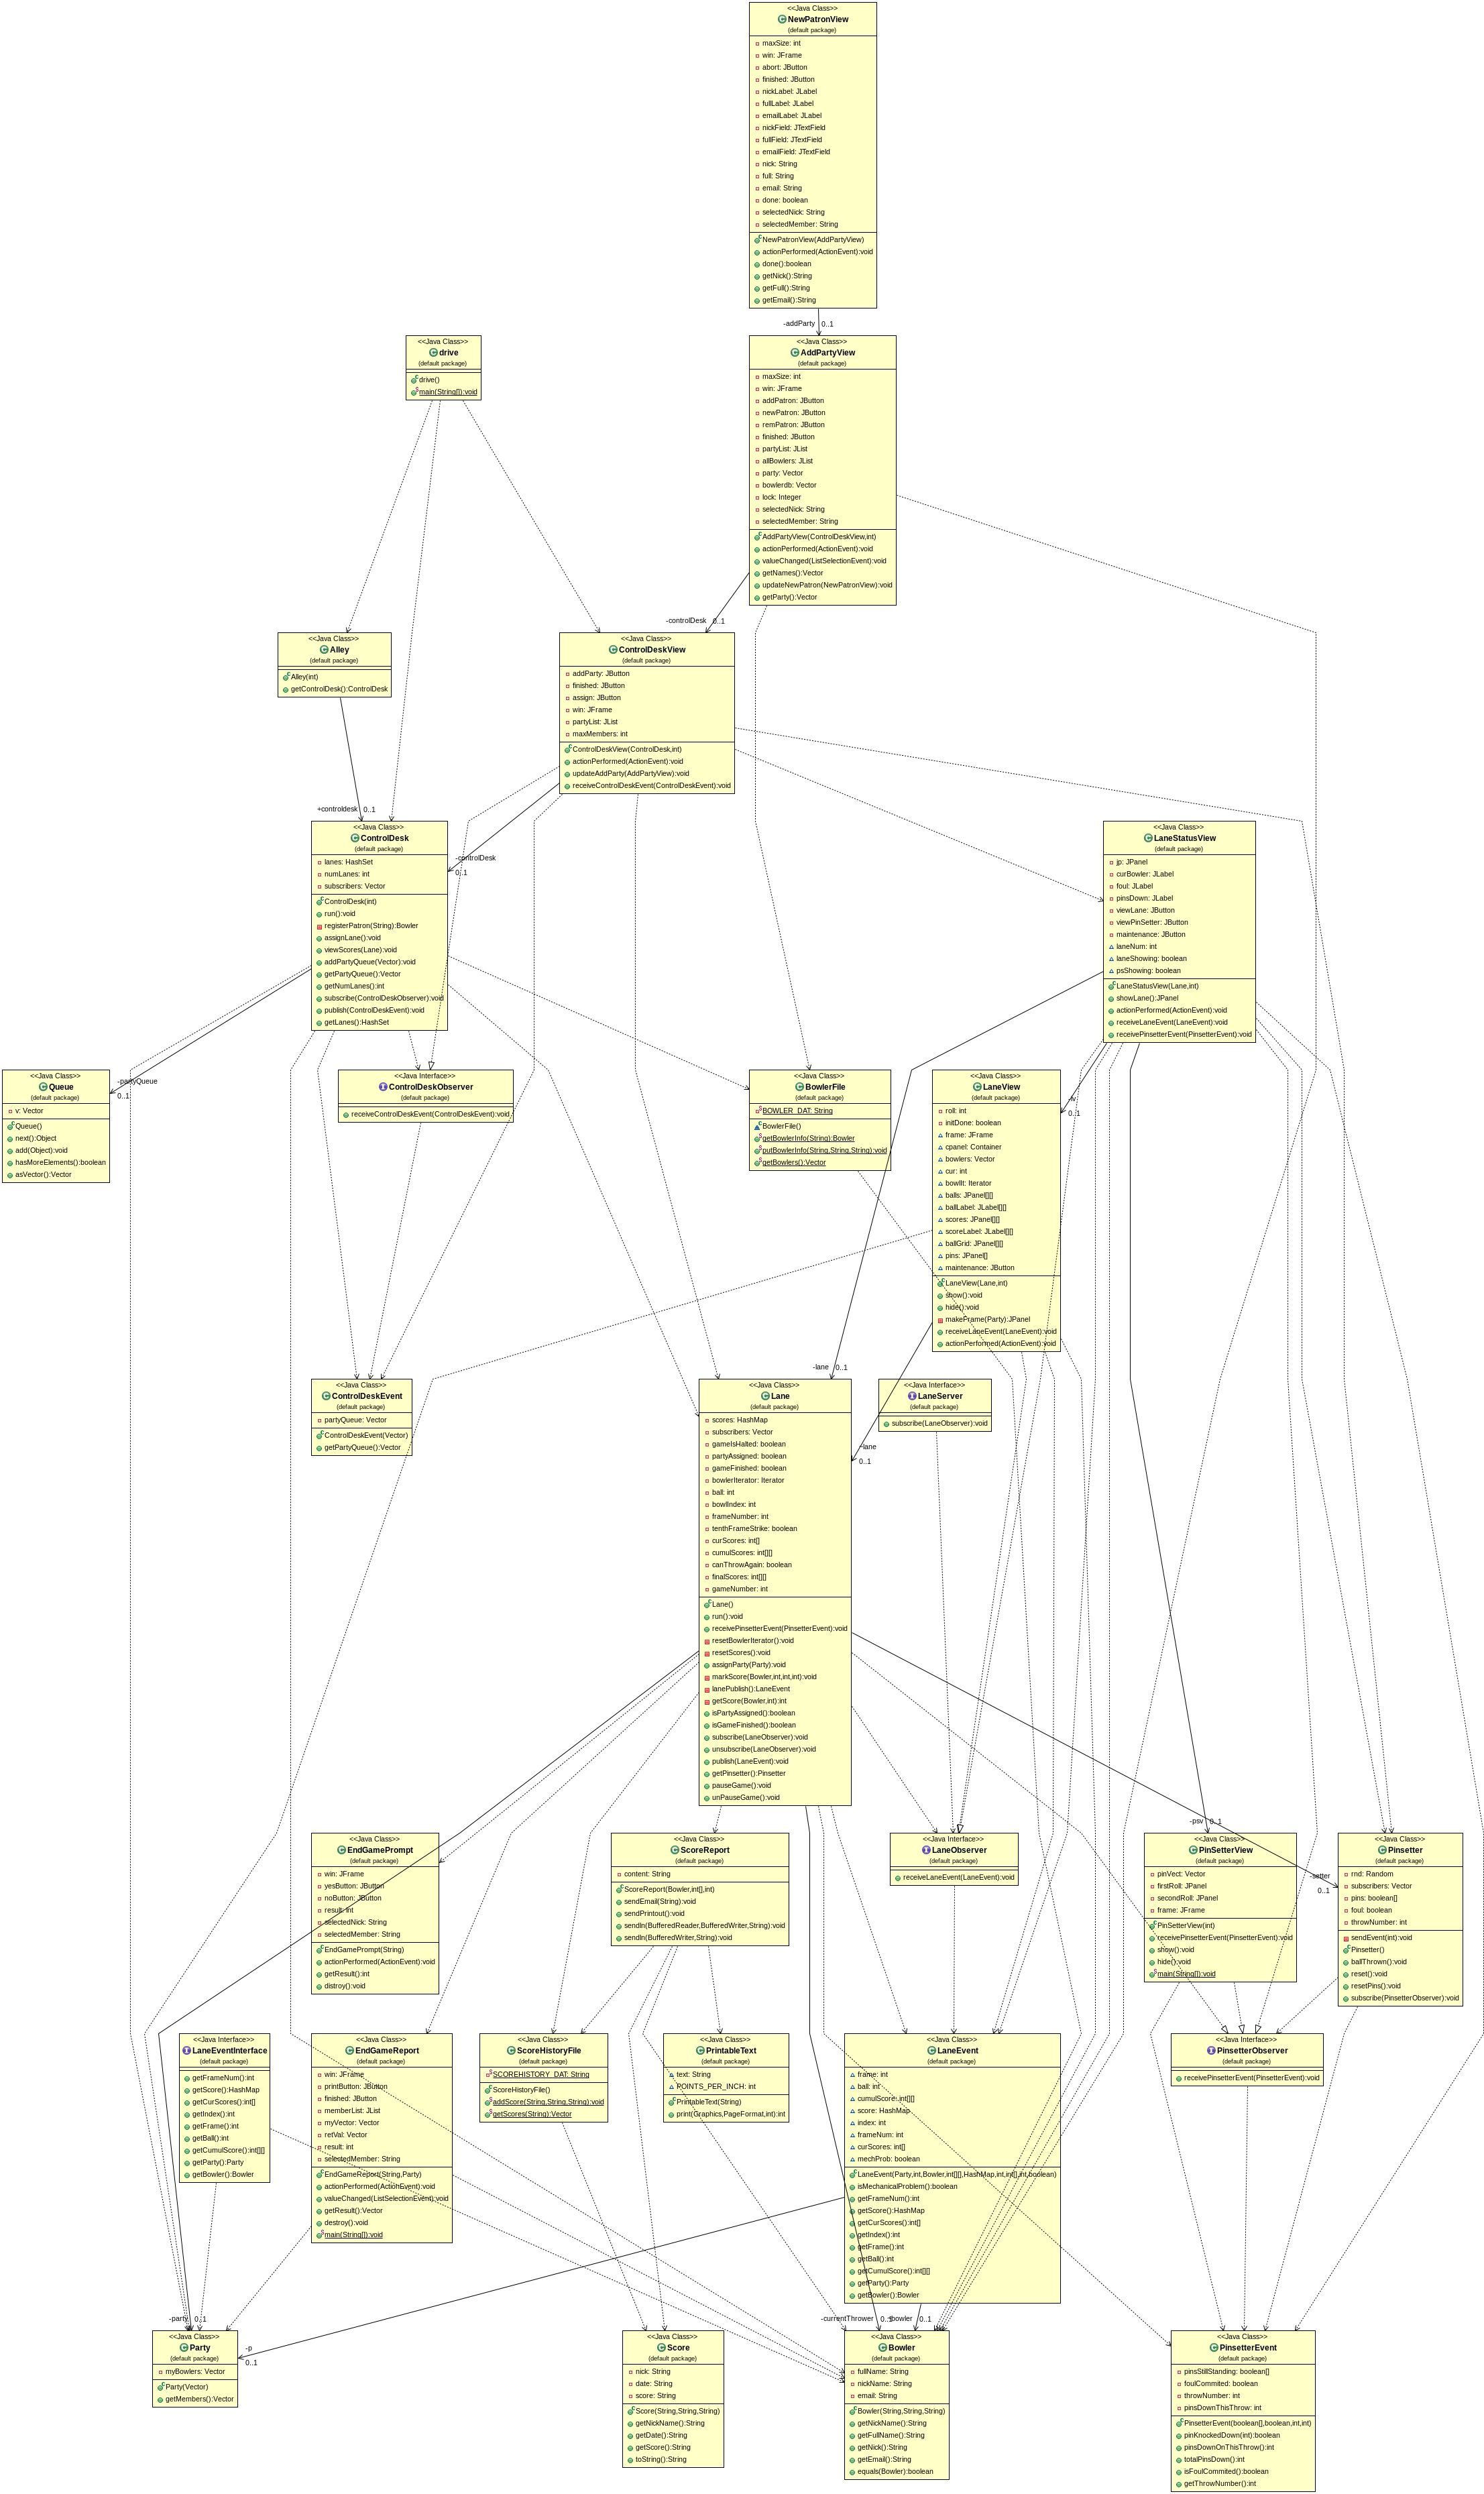 <<Java Class>>
NewPatronView
(default package)
maxSize: int
win: JFrame
abort: JButton
finished: JButton
nickLabel: JLabel
fullLabel: JLabel
emailLabel: JLabel
nickField: JTextField
fullField: JTextField
emailField: JTextField
nick: String
full: String
email: String
done: boolean
selectedNick: String
selectedMember: String
NewPatronView(AddPartyView)
actionPerformed(ActionEvent):void
done():boolean
getNick():String
getFull():String
getEmail():String
-addParty
0..1
<<Java Class>>
drive
(default package)
drive()
main(String[]):void
<<Java Class>>
AddPartyView
(default package)
maxSize: int
win: JFrame
addPatron: JButton
newPatron: JButton
remPatron: JButton
finished: JButton
partyList: JList
allBowlers: JList
party: Vector
bowlerdb: Vector
lock: Integer
selectedNick: String
selectedMember: String
AddPartyView(ControlDeskView,int)
actionPerformed(ActionEvent):void
valueChanged(ListSelectionEvent):void
getNames():Vector
updateNewPatron(NewPatronView):void
getParty():Vector
-controlDesk
0..1
<<Java Class>>
Alley
(default package)
Alley(int)
getControlDesk():ControlDesk
+controldesk
0..1
<<Java Class>>
ControlDeskView
(default package)
addParty: JButton
finished: JButton
assign: JButton
win: JFrame
partyList: JList
maxMembers: int
ControlDeskView(ControlDesk,int)
actionPerformed(ActionEvent):void
updateAddParty(AddPartyView):void
receiveControlDeskEvent(ControlDeskEvent):void
-controlDesk
0..1
<<Java Class>>
ControlDesk
(default package)
lanes: HashSet
numLanes: int
subscribers: Vector
ControlDesk(int)
run():void
registerPatron(String):Bowler
assignLane():void
viewScores(Lane):void
addPartyQueue(Vector):void
getPartyQueue():Vector
getNumLanes():int
subscribe(ControlDeskObserver):void
publish(ControlDeskEvent):void
getLanes():HashSet
<<Java Class>>
LaneStatusView
(default package)
jp: JPanel
curBowler: JLabel
foul: JLabel
pinsDown: JLabel
viewLane: JButton
viewPinSetter: JButton
maintenance: JButton
laneNum: int
laneShowing: boolean
psShowing: boolean
LaneStatusView(Lane,int)
showLane():JPanel
actionPerformed(ActionEvent):void
receiveLaneEvent(LaneEvent):void
receivePinsetterEvent(PinsetterEvent):void
-partyQueue
0..1
<<Java Class>>
Queue
(default package)
v: Vector
Queue()
next():Object
add(Object):void
hasMoreElements():boolean
asVector():Vector
<<Java Interface>>
ControlDeskObserver
(default package)
receiveControlDeskEvent(ControlDeskEvent):void
<<Java Class>>
BowlerFile
(default package)
BOWLER_DAT: String
BowlerFile()
getBowlerInfo(String):Bowler
putBowlerInfo(String,String,String):void
getBowlers():Vector
<<Java Class>>
LaneView
(default package)
roll: int
initDone: boolean
frame: JFrame
cpanel: Container
bowlers: Vector
cur: int
bowlIt: Iterator
balls: JPanel[][]
ballLabel: JLabel[][]
scores: JPanel[][]
scoreLabel: JLabel[][]
ballGrid: JPanel[][]
pins: JPanel[]
maintenance: JButton
LaneView(Lane,int)
show():void
hide():void
makeFrame(Party):JPanel
receiveLaneEvent(LaneEvent):void
actionPerformed(ActionEvent):void
-lv
0..1
-lane
0..1
<<Java Class>>
ControlDeskEvent
(default package)
partyQueue: Vector
ControlDeskEvent(Vector)
getPartyQueue():Vector
<<Java Class>>
Lane
(default package)
scores: HashMap
subscribers: Vector
gameIsHalted: boolean
partyAssigned: boolean
gameFinished: boolean
bowlerIterator: Iterator
ball: int
bowlIndex: int
frameNumber: int
tenthFrameStrike: boolean
curScores: int[]
cumulScores: int[][]
canThrowAgain: boolean
finalScores: int[][]
gameNumber: int
Lane()
run():void
receivePinsetterEvent(PinsetterEvent):void
resetBowlerIterator():void
resetScores():void
assignParty(Party):void
markScore(Bowler,int,int,int):void
lanePublish():LaneEvent
getScore(Bowler,int):int
isPartyAssigned():boolean
isGameFinished():boolean
subscribe(LaneObserver):void
unsubscribe(LaneObserver):void
publish(LaneEvent):void
getPinsetter():Pinsetter
pauseGame():void
unPauseGame():void
<<Java Interface>>
LaneServer
(default package)
subscribe(LaneObserver):void
-lane
0..1
<<Java Class>>
EndGamePrompt
(default package)
win: JFrame
yesButton: JButton
noButton: JButton
result: int
selectedNick: String
selectedMember: String
EndGamePrompt(String)
actionPerformed(ActionEvent):void
getResult():int
distroy():void
<<Java Class>>
ScoreReport
(default package)
content: String
ScoreReport(Bowler,int[],int)
sendEmail(String):void
sendPrintout():void
sendln(BufferedReader,BufferedWriter,String):void
sendln(BufferedWriter,String):void
<<Java Interface>>
LaneObserver
(default package)
receiveLaneEvent(LaneEvent):void
-psv
0..1
<<Java Class>>
PinSetterView
(default package)
pinVect: Vector
firstRoll: JPanel
secondRoll: JPanel
frame: JFrame
PinSetterView(int)
receivePinsetterEvent(PinsetterEvent):void
show():void
hide():void
main(String[]):void
-setter
0..1
<<Java Class>>
Pinsetter
(default package)
rnd: Random
subscribers: Vector
pins: boolean[]
foul: boolean
throwNumber: int
sendEvent(int):void
Pinsetter()
ballThrown():void
reset():void
resetPins():void
subscribe(PinsetterObserver):void
<<Java Interface>>
LaneEventInterface
(default package)
getFrameNum():int
getScore():HashMap
getCurScores():int[]
getIndex():int
getFrame():int
getBall():int
getCumulScore():int[][]
getParty():Party
getBowler():Bowler
<<Java Class>>
EndGameReport
(default package)
win: JFrame
printButton: JButton
finished: JButton
memberList: JList
myVector: Vector
retVal: Vector
result: int
selectedMember: String
EndGameReport(String,Party)
actionPerformed(ActionEvent):void
valueChanged(ListSelectionEvent):void
getResult():Vector
destroy():void
main(String[]):void
<<Java Class>>
ScoreHistoryFile
(default package)
SCOREHISTORY_DAT: String
ScoreHistoryFile()
addScore(String,String,String):void
getScores(String):Vector
<<Java Class>>
PrintableText
(default package)
text: String
POINTS_PER_INCH: int
PrintableText(String)
print(Graphics,PageFormat,int):int
<<Java Class>>
LaneEvent
(default package)
frame: int
ball: int
cumulScore: int[][]
score: HashMap
index: int
frameNum: int
curScores: int[]
mechProb: boolean
LaneEvent(Party,int,Bowler,int[][],HashMap,int,int[],int,boolean)
isMechanicalProblem():boolean
getFrameNum():int
getScore():HashMap
getCurScores():int[]
getIndex():int
getFrame():int
getBall():int
getCumulScore():int[][]
getParty():Party
getBowler():Bowler
<<Java Interface>>
PinsetterObserver
(default package)
receivePinsetterEvent(PinsetterEvent):void
-party
0..1
-p
0..1
-currentThrower
0..1
-bowler
0..1
<<Java Class>>
Party
(default package)
myBowlers: Vector
Party(Vector)
getMembers():Vector
<<Java Class>>
Score
(default package)
nick: String
date: String
score: String
Score(String,String,String)
getNickName():String
getDate():String
getScore():String
toString():String
<<Java Class>>
Bowler
(default package)
fullName: String
nickName: String
email: String
Bowler(String,String,String)
getNickName():String
getFullName():String
getNick():String
getEmail():String
equals(Bowler):boolean
<<Java Class>>
PinsetterEvent
(default package)
pinsStillStanding: boolean[]
foulCommited: boolean
throwNumber: int
pinsDownThisThrow: int
PinsetterEvent(boolean[],boolean,int,int)
pinKnockedDown(int):boolean
pinsDownOnThisThrow():int
totalPinsDown():int
isFoulCommited():boolean
getThrowNumber():int